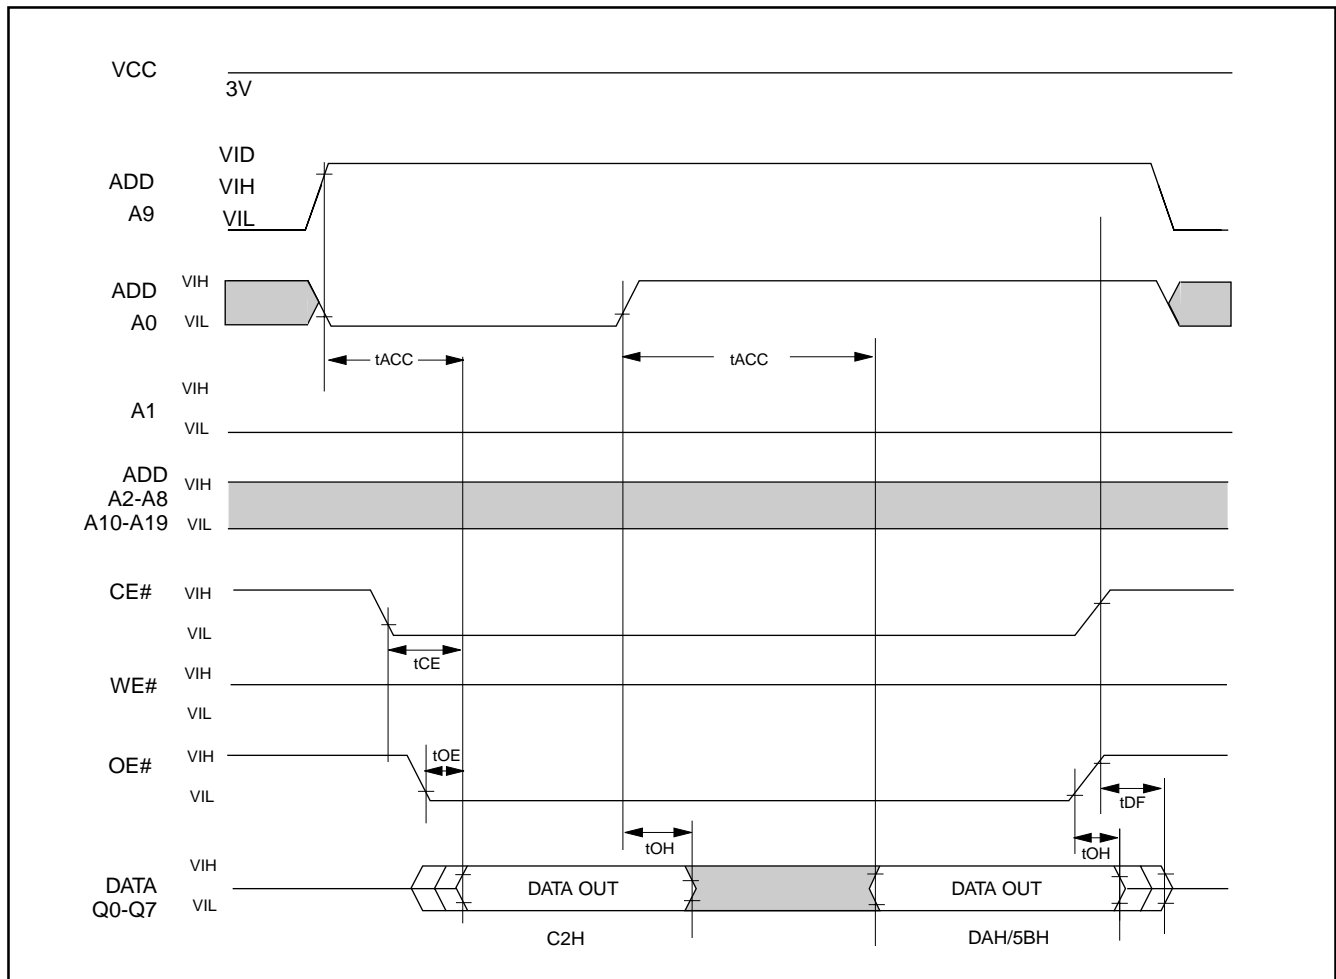 VCC
3V
VID
ADD
VIH
A9
VIL
ADD
VIH
A0
VIL
tACC
tACC
VIH
A1
VIL
ADD
VIH
A2-A8
A10-A19
VIL
CE#
VIH
VIL
tCE
VIH
WE#
VIL
VIH
tOE
OE#
VIL
tDF
tOH
tOH
VIH
DATA
DATA OUT
DATA OUT
Q0-Q7
VIL
C2H
DAH/5BH